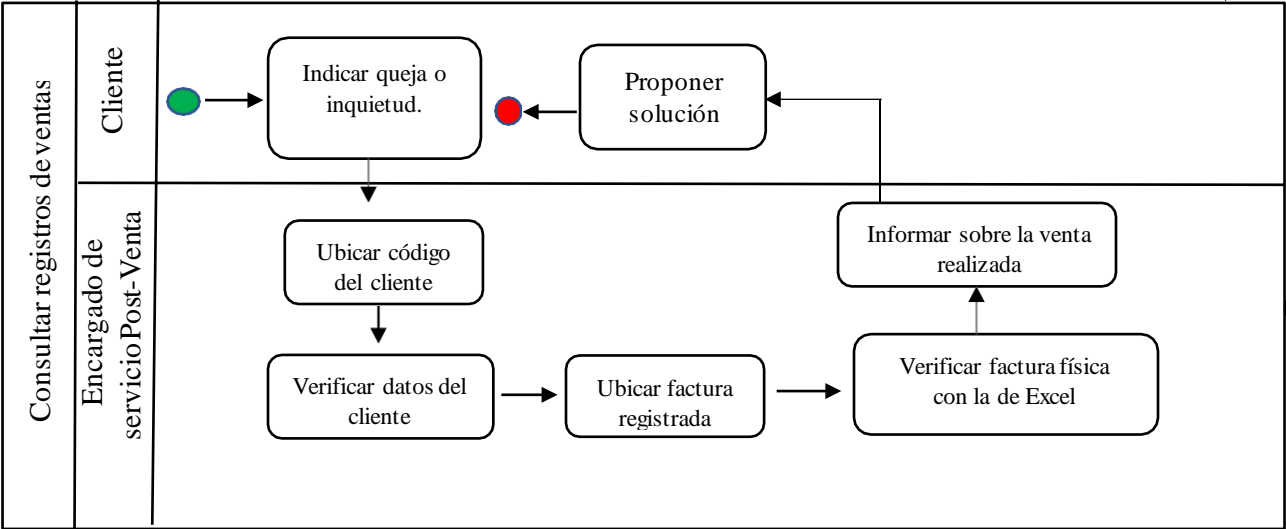 Consultar registros de ventas
Cliente
Indicar queja o
inquietud.
Proponer
solución
Encargado de
servicio Post-Venta
Ubicar código
del cliente
Verificar datos del
cliente
Ubicar factura
registrada
Verificar factura física
con la de Excel
Informar sobre la venta
realizada